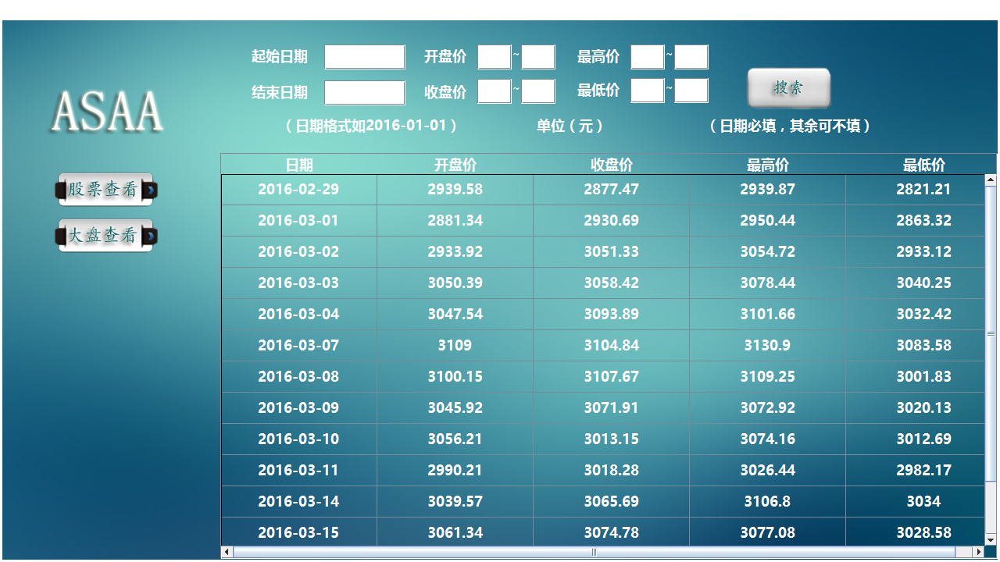 起始日期 开盘价 ~ 最高价 ~
结束日期 收盘价 ~ 最低价 ~
搜索
（日期格式如2016-01-01） 单位（元） （日期必填，其余可不填）
ASAA
股票查看
大盘查看
日期 开盘价 收盘价 最高价 最低价
2016-02-29 2939.58 2877.47 2939.87 2821.21
2016-03-01 2881.34 2930.69 2950.44 2863.32
2016-03-02 2933.92 3051.33 3054.72 2933.12
2016-03-03 3050.39 3058.42 3078.44 3040.25
2016-03-04 3047.54 3093.89 3101.66 3032.42
2016-03-07 3109 3104.84 3130.9 3083.58
2016-03-08 3100.15 3107.67 3109.25 3001.83
2016-03-09 3045.92 3071.91 3072.92 3020.13
2016-03-10 3056.21 3013.15 3074.16 3012.69
2016-03-11 2990.21 3018.28 3026.44 2982.17
2016-03-14 3039.57 3065.69 3106.8 3034
2016-03-15 3061.34 3074.78 3077.08 3028.58